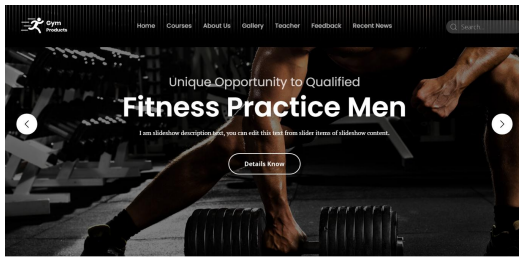 Gym
Products
Home Courses About Us Gallery Teacher Feedback Recent News
Search...
Unique Opportunity to Qualified
Fitness Practice Men
I am slideshow description text, you can edit this text from slider items of slideshow content.
Details Know